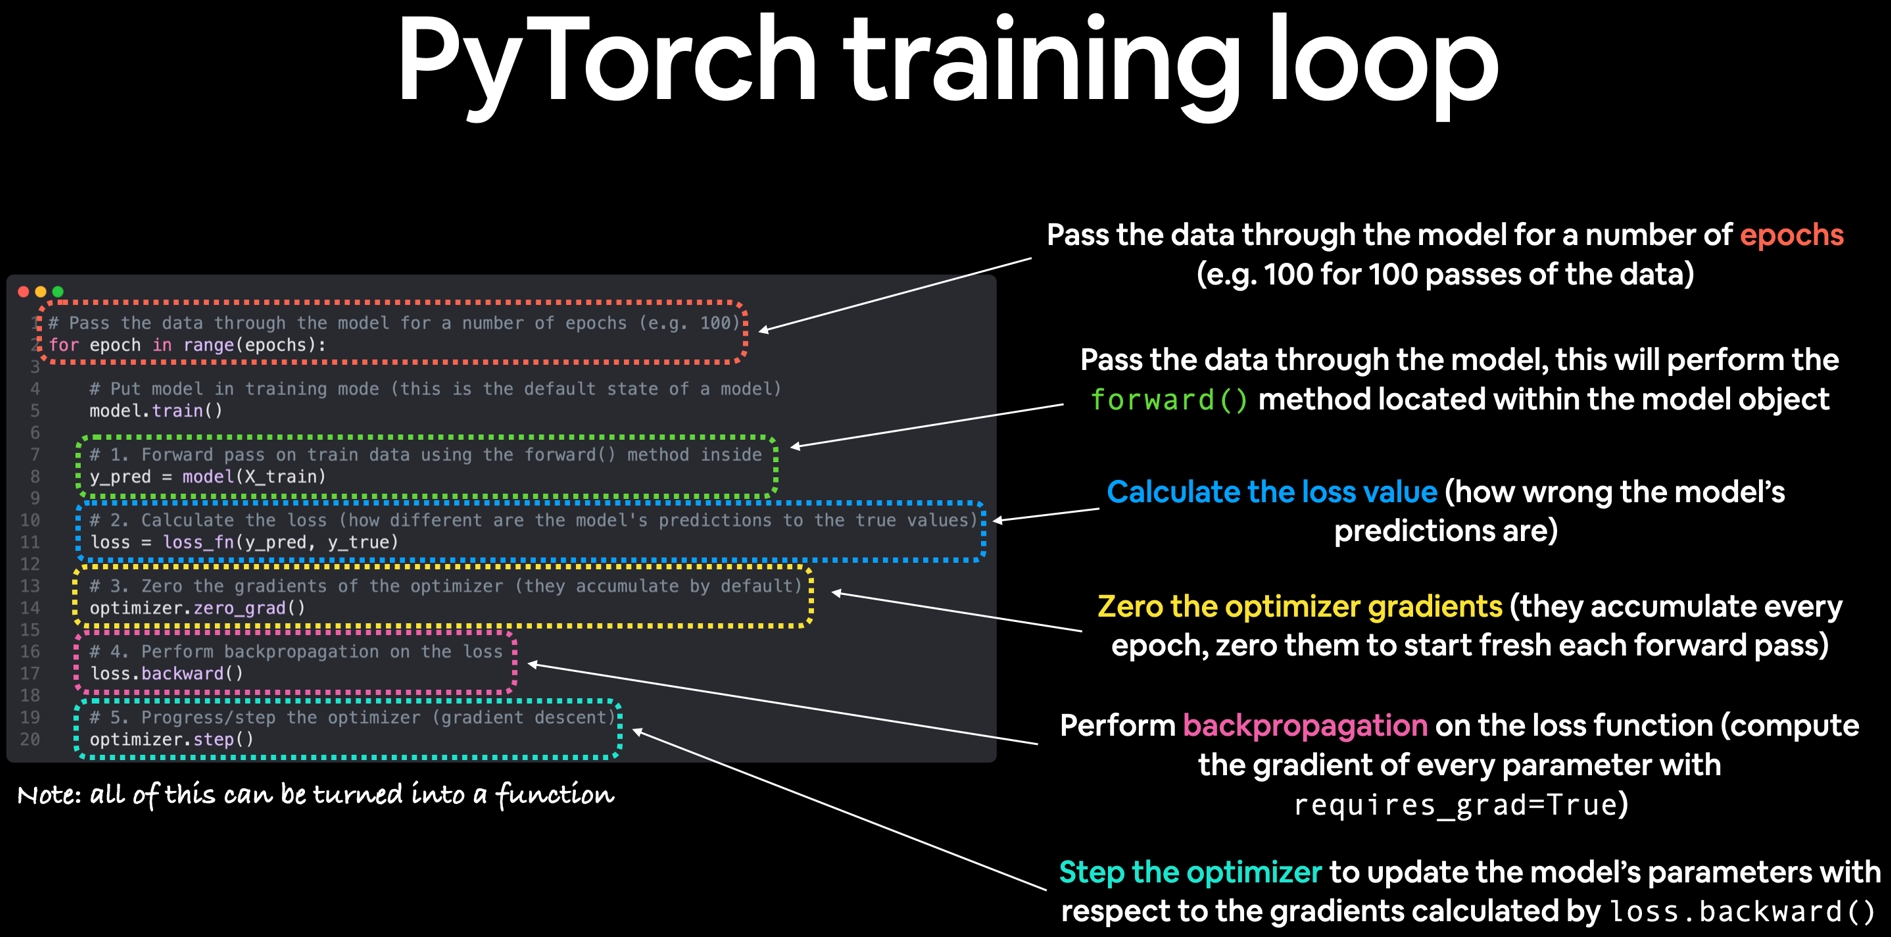 PyTorch training loop
Pass the data through the model for a number of epochs
(e.g. 100 for 100 passes of the data)
1 # Pass the data through the model for a number of epochs (e.g. 100)
2 for epoch in range(epochs):
3
4 # Put model in training mode (this is the default state of a model)
5 model.train()
6
7 # 1. Forward pass on train data using the forward() method inside
8 y_pred = model(X_train)
9
10 # 2. Calculate the loss (how different are the model's predictions to the true values)
11 loss = loss_fn(y_pred, y_true)
12
13 # 3. Zero the gradients of the optimizer (they accumulate by default)
14 optimizer.zero_grad()
15
16 # 4. Perform backpropagation on the loss
17 loss.backward()
18
19 # 5. Progress/step the optimizer (gradient descent)
20 optimizer.step()
Note: all of this can be turned into a function
Pass the data through the model, this will perform the
forward() method located within the model object
Calculate the loss value (how wrong the model’s
predictions are)
Zero the optimizer gradients (they accumulate every
epoch, zero them to start fresh each forward pass)
Perform backpropagation on the loss function (compute
the gradient of every parameter with
requires_grad=True)
Step the optimizer to update the model’s parameters with
respect to the gradients calculated by loss.backward()